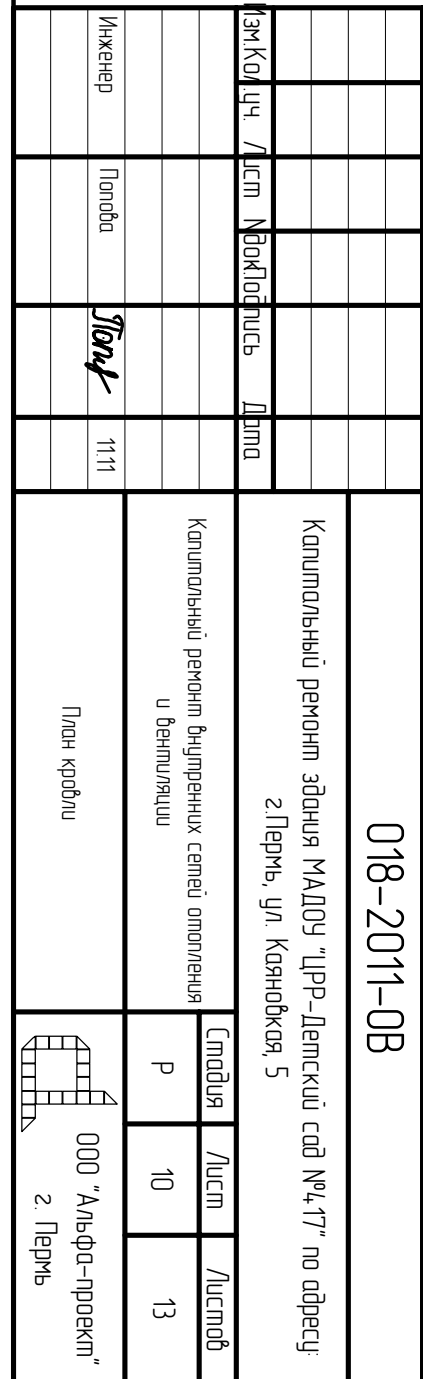 018-2011-ОВ
Капитальный ремонт здания МАДОУ "ЦРР-Детский сад №417" по адресу:
г.Пермь, ул. Каяновкая, 5
Изм. Кол.уч. Лист Nдок Подпись Дата
Капитальный ремонт внутренних сетей отопления
и вентиляции
Стадия Лист Листов
Р 10 13
Инженер Попова 11.11
План кровли
ООО "Альфа-проект"
г. Пермь